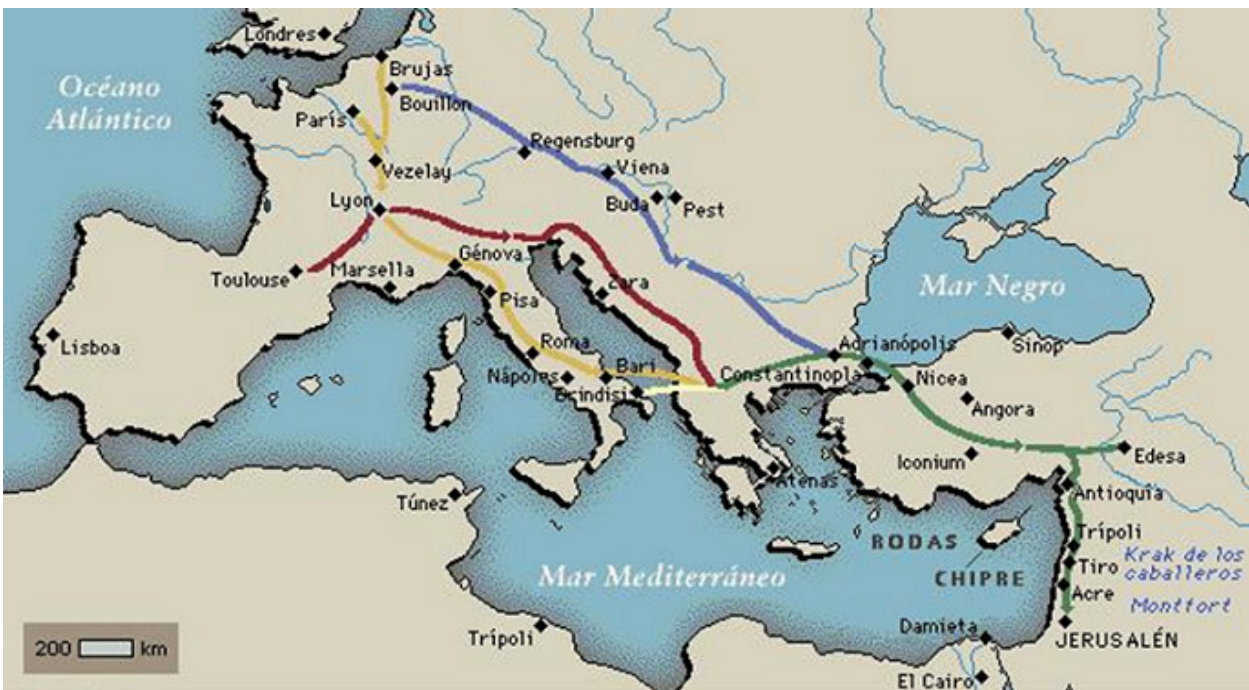 Londres
Océano
Atlántico
Brujas
Bouillon
París
Regensburg
Vezelay
Viena
Lyon
Buda
Pest
Génova
Toulouse
Marsella
Zara
Pisa
Mar Negro
Lisboa
Roma
Adrianópolis
Sinop
Nápoles
Bari
Constantinopla
Nicea
Brindisi
Angora
Iconium
Edesa
Atenas
Túnez
Antioquía
RODAS
Trípoli
Krak de los
caballeros
Tiro
Mar Mediterráneo
CHIPRE
Acre
Monttort
Trípoli
Damieta
JERUSALÉN
200 km
El Cairo